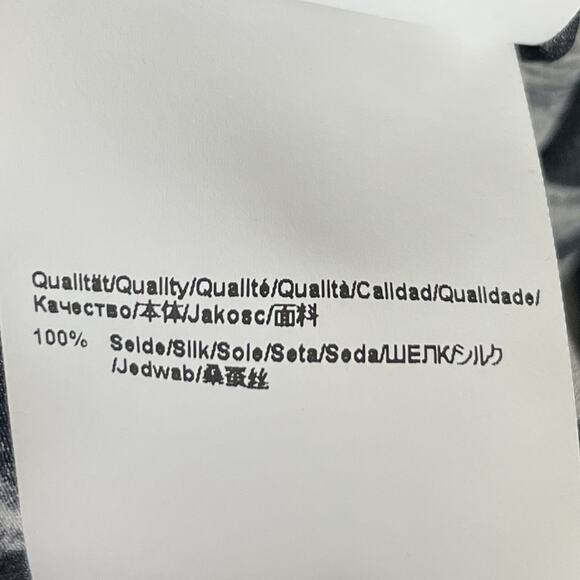 Qualität/Quality/Qualité/Qualità/Calidad/Qualidade/
Качество/本体/Jakosc/面料
100% Seide/Silk/Soie/Seta/Seda/ШЕЛК/シルク
/Jedwab/桑蚕丝